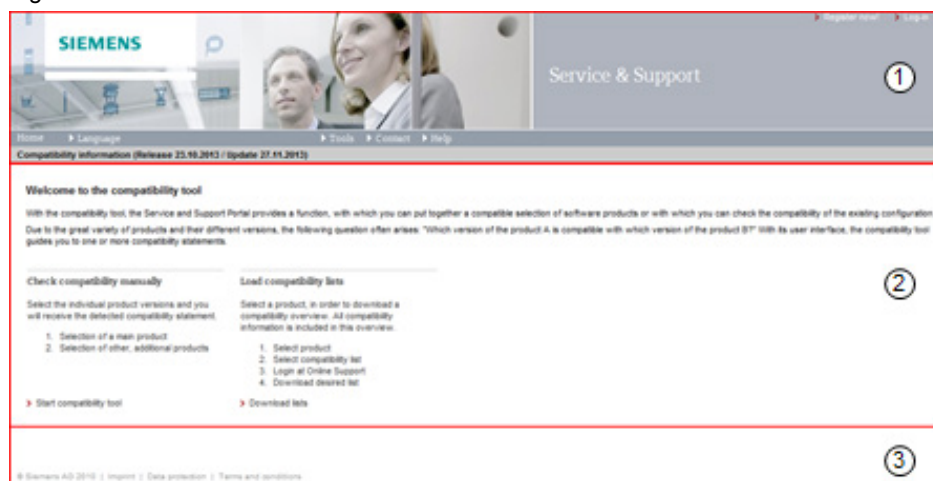 Register now! Log-in
SIEMENS
Service & Support
1
Home Language Tools Contact Help
Compatibility information (Release 23.10.2013 / Update 27.11.2013)
Welcome to the compatibility tool
With the compatibility tool, the Service and Support Portal provides a function, with which you can put together a compatible selection of software products or with which you can check the compatibility of the existing configuration
Due to the great variety of products and their different versions, the following question often arises: "Which version of the product A is compatible with which version of the product B?" With its user interface, the compatibility tool
guides you to one or more compatibility statements.
2
Check compatibility manually
Select the individual product versions and you
will receive the detected compatibility statement.
1. Selection of a main product
2. Selection of other, additional products
Start compatibility tool
Load compatibility lists
Select a product, in order to download a
compatibility overview. All compatibility
information is included in this overview.
1. Select product
2. Select compatibility list
3. Login at Online Support
4. Download desired list
Download lists
3
© Siemens AG 2010 | Imprint | Data protection | Terms and conditions